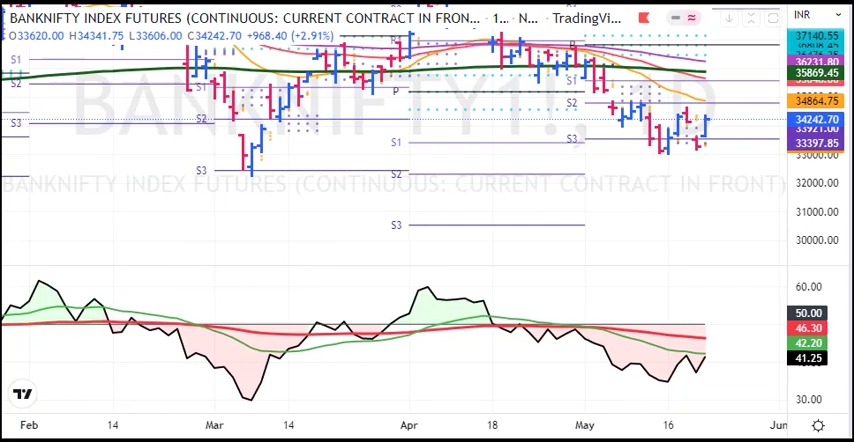 BANKNIFTY INDEX FUTURES (CONTINUOUS: CURRENT CONTRACT IN FRON... · 1... · N... · TradingVi...
INR
O33620.00 H34341.75 L33606.00 C34242.70 +968.40 (+2.91%)
37140.55
36231.80
35869.45
34864.75
34242.70
33397.85
33000.00
32000.00
31000.00
30000.00
S1
S2
S3
S1
S2
S3
P
S1
S2
S3
S1
S2
S3
BANKNIFTY1!, 1D
BANKNIFTY INDEX FUTURES (CONTINUOUS: CURRENT CONTRACT IN FRONT)
60.00
50.00
46.30
42.20
41.25
30.00
Feb 14 Mar 14 Apr 18 May 16 Jun